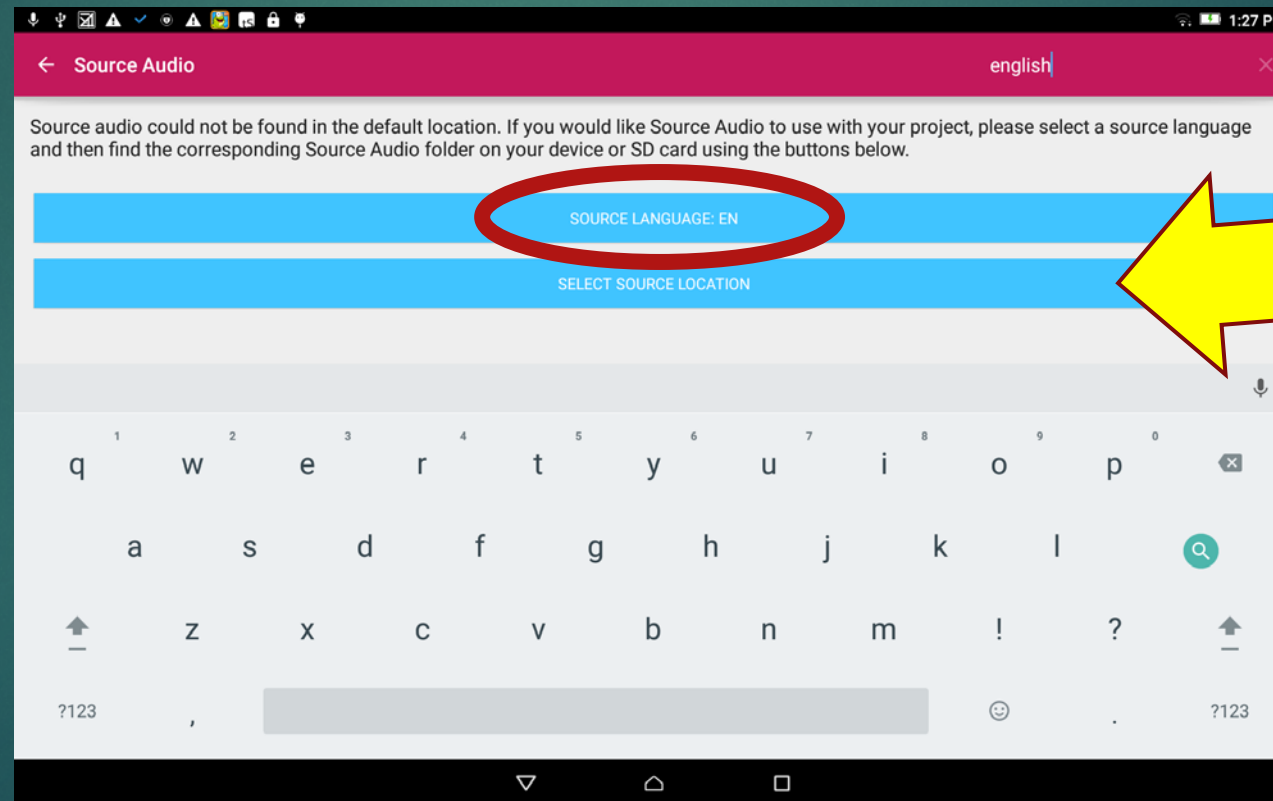 1:27 P
Source Audio english
Source audio could not be found in the default location. If you would like Source Audio to use with your project, please select a source language
and then find the corresponding Source Audio folder on your device or SD card using the buttons below.
SOURCE LANGUAGE: EN
SELECT SOURCE LOCATION
1 2 3 4 5 6 7 8 9 0
q w e r t y u i o p
a s d f g h j k l
z x c v b n m ! ?
?123 , . ?123